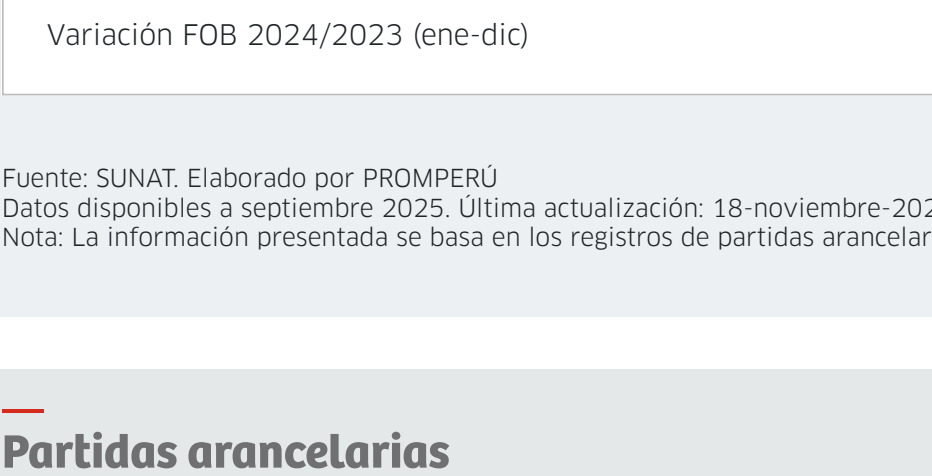 Variación FOB 2024/2023 (ene-dic)
Fuente: SUNAT. Elaborado por PROMPERÚ
Datos disponibles a septiembre 2025. Última actualización: 18-noviembre-202
Nota: La información presentada se basa en los registros de partidas arancelar
Partidas arancelarias